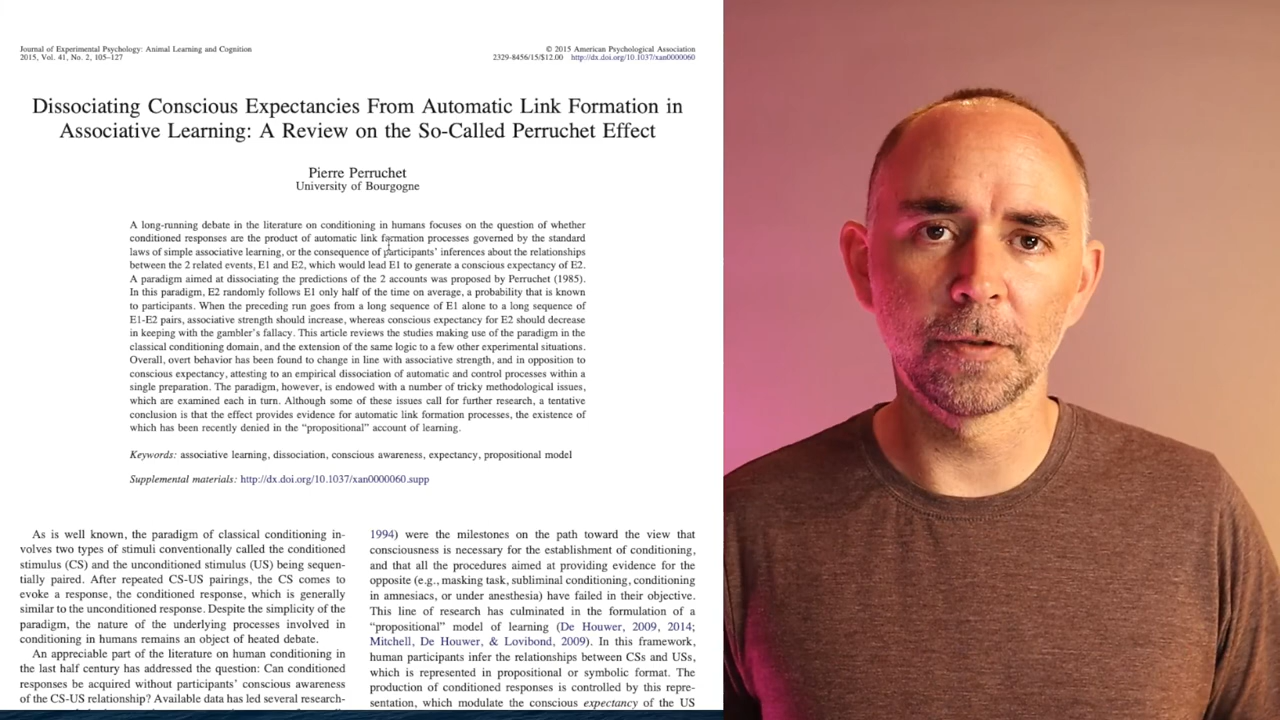 Journal of Experimental Psychology: Animal Learning and Cognition
2015, Vol. 41, No. 2, 105–127
© 2015 American Psychological Association
2329-8456/15/$12.00 http://dx.doi.org/10.1037/xan0000060
Dissociating Conscious Expectancies From Automatic Link Formation in
Associative Learning: A Review on the So-Called Perruchet Effect
Pierre Perruchet
University of Bourgogne
A long-running debate in the literature on conditioning in humans focuses on the question of whether
conditioned responses are the product of automatic link formation processes governed by the standard
laws of simple associative learning, or the consequence of participants' inferences about the relationships
between the 2 related events, E1 and E2, which would lead E1 to generate a conscious expectancy of E2.
A paradigm aimed at dissociating the predictions of the 2 accounts was proposed by Perruchet (1985).
In this paradigm, E2 randomly follows E1 only half of the time on average, a probability that is known
to participants. When the preceding run goes from a long sequence of E1 alone to a long sequence of
E1-E2 pairs, associative strength should increase, whereas conscious expectancy for E2 should decrease
in keeping with the gambler's fallacy. This article reviews the studies making use of the paradigm in the
classical conditioning domain, and the extension of the same logic to a few other experimental situations.
Overall, overt behavior has been found to change in line with associative strength, and in opposition to
conscious expectancy, attesting to an empirical dissociation of automatic and control processes within a
single preparation. The paradigm, however, is endowed with a number of tricky methodological issues,
which are examined each in turn. Although some of these issues call for further research, a tentative
conclusion is that the effect provides evidence for automatic link formation processes, the existence of
which has been recently denied in the "propositional" account of learning.
Keywords: associative learning, dissociation, conscious awareness, expectancy, propositional model
Supplemental materials: http://dx.doi.org/10.1037/xan0000060.supp
As is well known, the paradigm of classical conditioning in-
volves two types of stimuli conventionally called the conditioned
stimulus (CS) and the unconditioned stimulus (US) being sequen-
tially paired. After repeated CS-US pairings, the CS comes to
evoke a response, the conditioned response, which is generally
similar to the unconditioned response. Despite the simplicity of the
paradigm, the nature of the underlying processes involved in
conditioning in humans remains an object of heated debate.
An appreciable part of the literature on human conditioning in
the last half century has addressed the question: Can conditioned
responses be acquired without participants' conscious awareness
of the CS-US relationship? Available data has led several research-
1994) were the milestones on the path toward the view that
consciousness is necessary for the establishment of conditioning,
and that all the procedures aimed at providing evidence for the
opposite (e.g., masking task, subliminal conditioning, conditioning
in amnesiacs, or under anesthesia) have failed in their objective.
This line of research has culminated in the formulation of a
"propositional" model of learning (De Houwer, 2009, 2014;
Mitchell, De Houwer, & Lovibond, 2009). In this framework,
human participants infer the relationships between CSs and USs,
which is represented in propositional or symbolic format. The
production of conditioned responses is controlled by this repre-
sentation, which modulate the conscious expectancy of the US